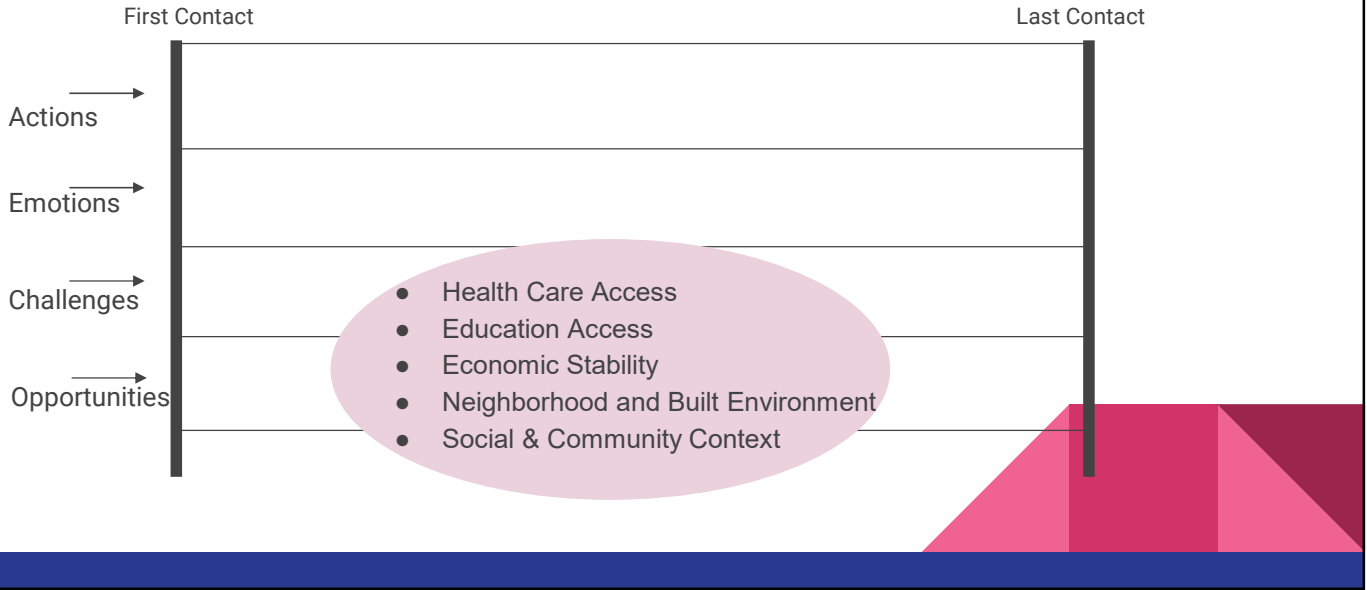 First Contact
Last Contact
Actions
Emotions
Challenges
Opportunities
● Health Care Access
● Education Access
● Economic Stability
● Neighborhood and Built Environment
● Social & Community Context